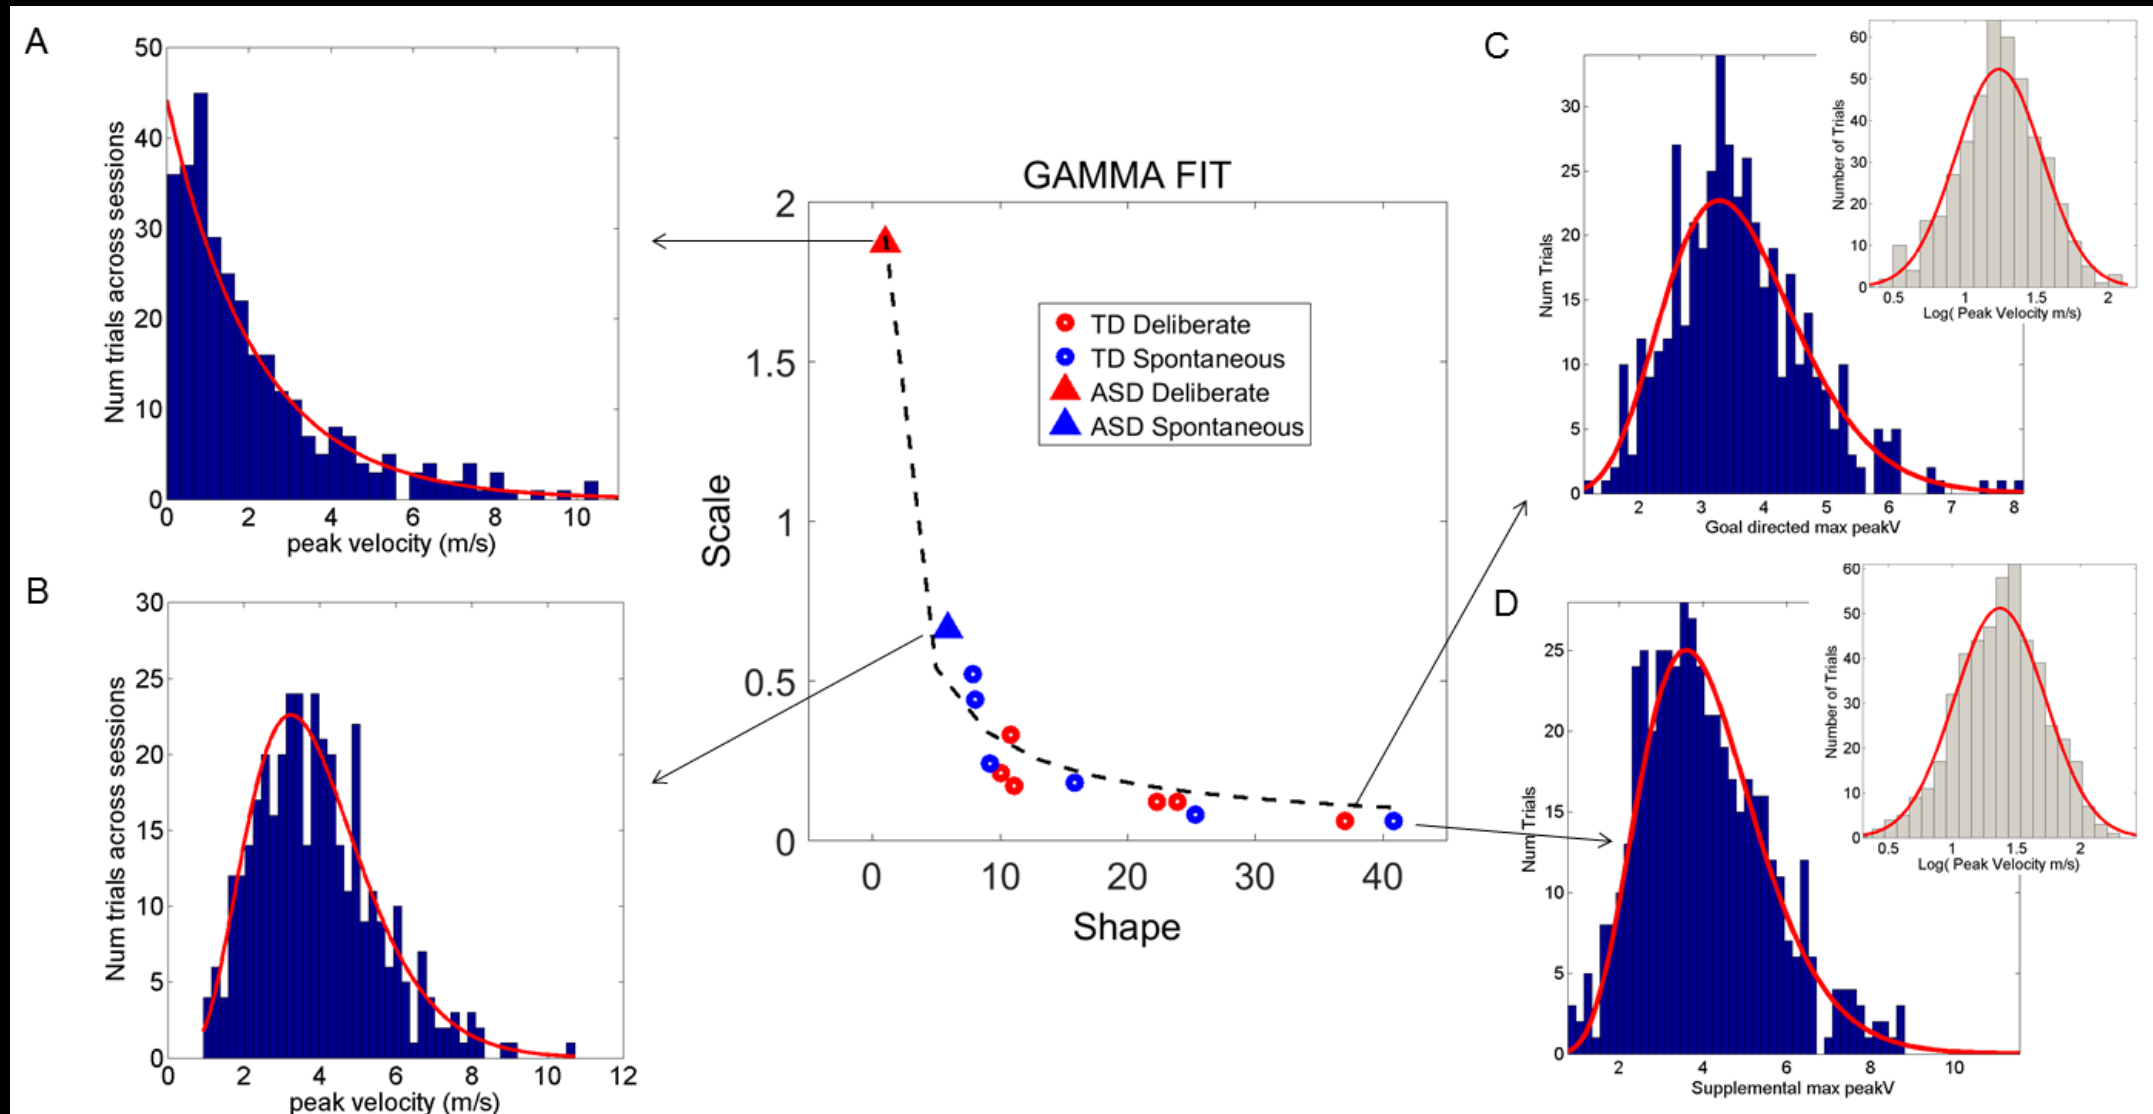 A
50
40
30
20
10
0
0 2 4 6 8 10
Num trials across sessions
peak velocity (m/s)
B
30
25
20
15
10
5
0
0 2 4 6 8 10 12
Num trials across sessions
peak velocity (m/s)
GAMMA FIT
2
1.5
1
0.5
0
0 10 20 30 40
Scale
Shape
TD Deliberate
TD Spontaneous
ASD Deliberate
ASD Spontaneous
C
30
25
20
15
10
5
0
2 3 4 5 6 7 8
Num Trials
Goal directed max peakV
60
50
40
30
20
10
0
0.5 1 1.5 2
Number of Trials
Log( Peak Velocity m/s)
D
25
20
15
10
5
0
2 4 6 8 10
Num Trials
Supplemental max peakV
60
50
40
30
20
10
0
0.5 1 1.5 2
Number of Trials
Log( Peak Velocity m/s)